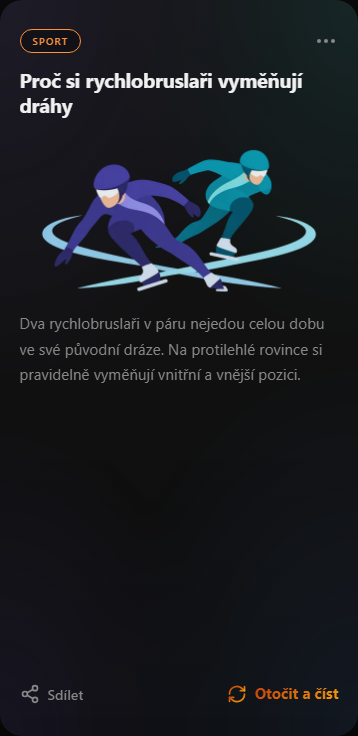 SPORT
Proč si rychlobruslaři vyměňují
dráhy
Dva rychlobruslaři v páru nejedou celou dobu
ve své původní dráze. Na protilehlé rovince si
pravidelně vyměňují vnitřní a vnější pozici.
Sdílet
Otočit a číst